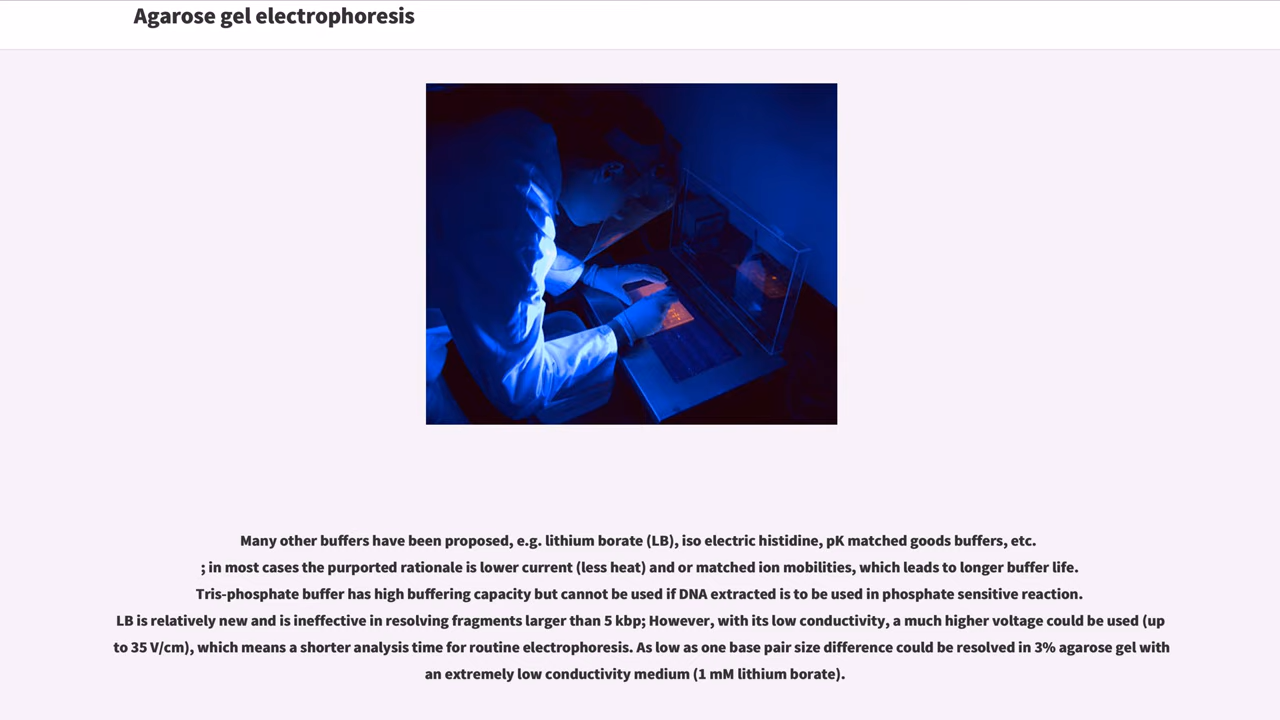 Agarose gel electrophoresis
Many other buffers have been proposed, e.g. lithium borate (LB), iso electric histidine, pK matched goods buffers, etc.
; in most cases the purported rationale is lower current (less heat) and or matched ion mobilities, which leads to longer buffer life.
Tris-phosphate buffer has high buffering capacity but cannot be used if DNA extracted is to be used in phosphate sensitive reaction.
LB is relatively new and is ineffective in resolving fragments larger than 5 kbp; However, with its low conductivity, a much higher voltage could be used (up
to 35 V/cm), which means a shorter analysis time for routine electrophoresis. As low as one base pair size difference could be resolved in 3% agarose gel with
an extremely low conductivity medium (1 mM lithium borate).